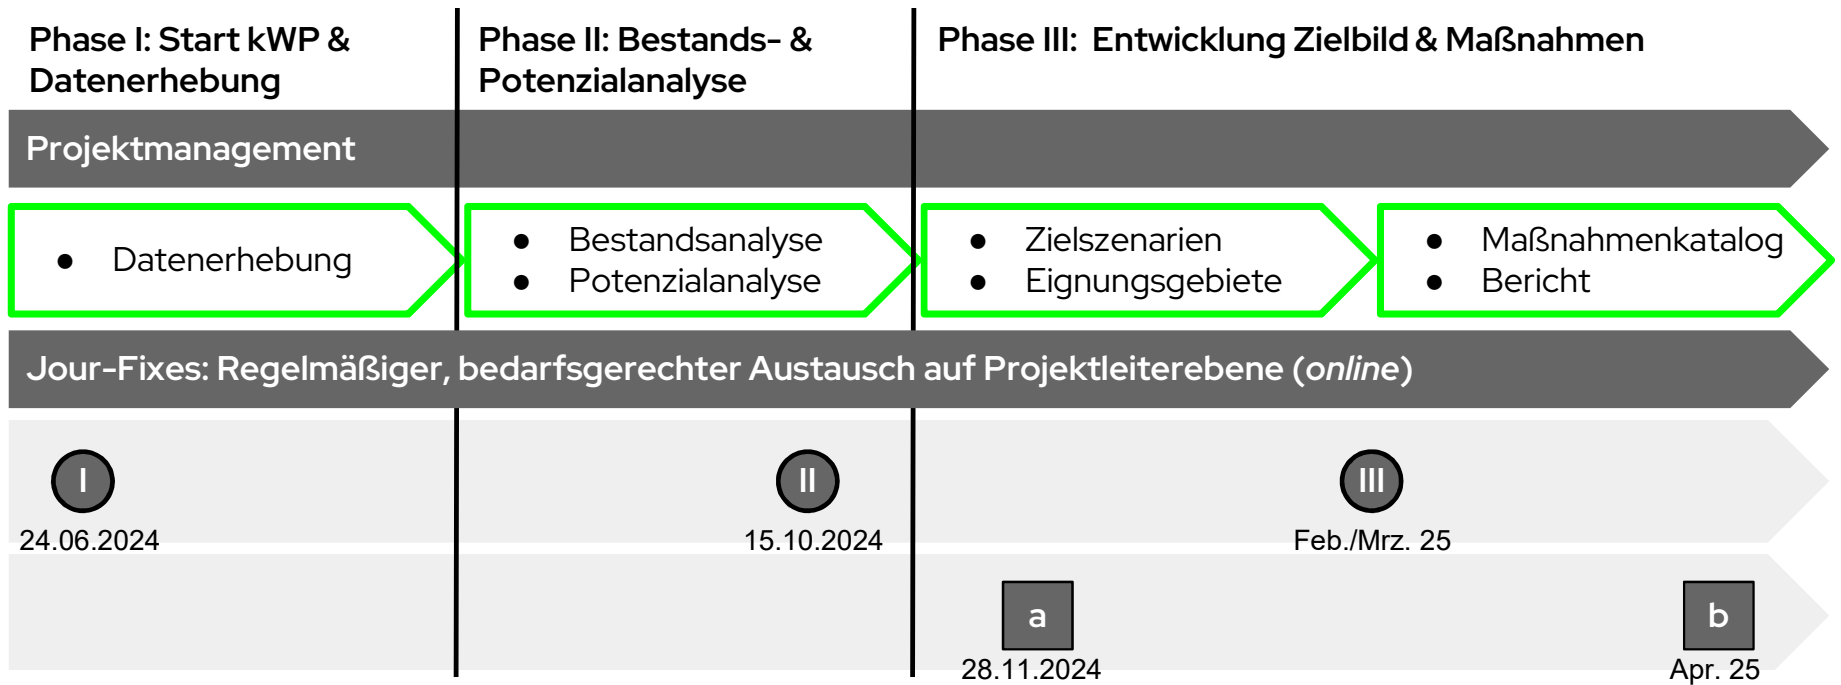 Phase I: Start kWP &
Datenerhebung
Phase II: Bestands- &
Potenzialanalyse
Phase III: Entwicklung Zielbild & Maßnahmen
Projektmanagement
● Datenerhebung
● Bestandsanalyse
● Potenzialanalyse
● Zielszenarien
● Eignungsgebiete
● Maßnahmenkatalog
● Bericht
Jour-Fixes: Regelmäßiger, bedarfsgerechter Austausch auf Projektleiterebene (online)
I
24.06.2024
II
15.10.2024
III
Feb./Mrz. 25
a
28.11.2024
b
Apr. 25